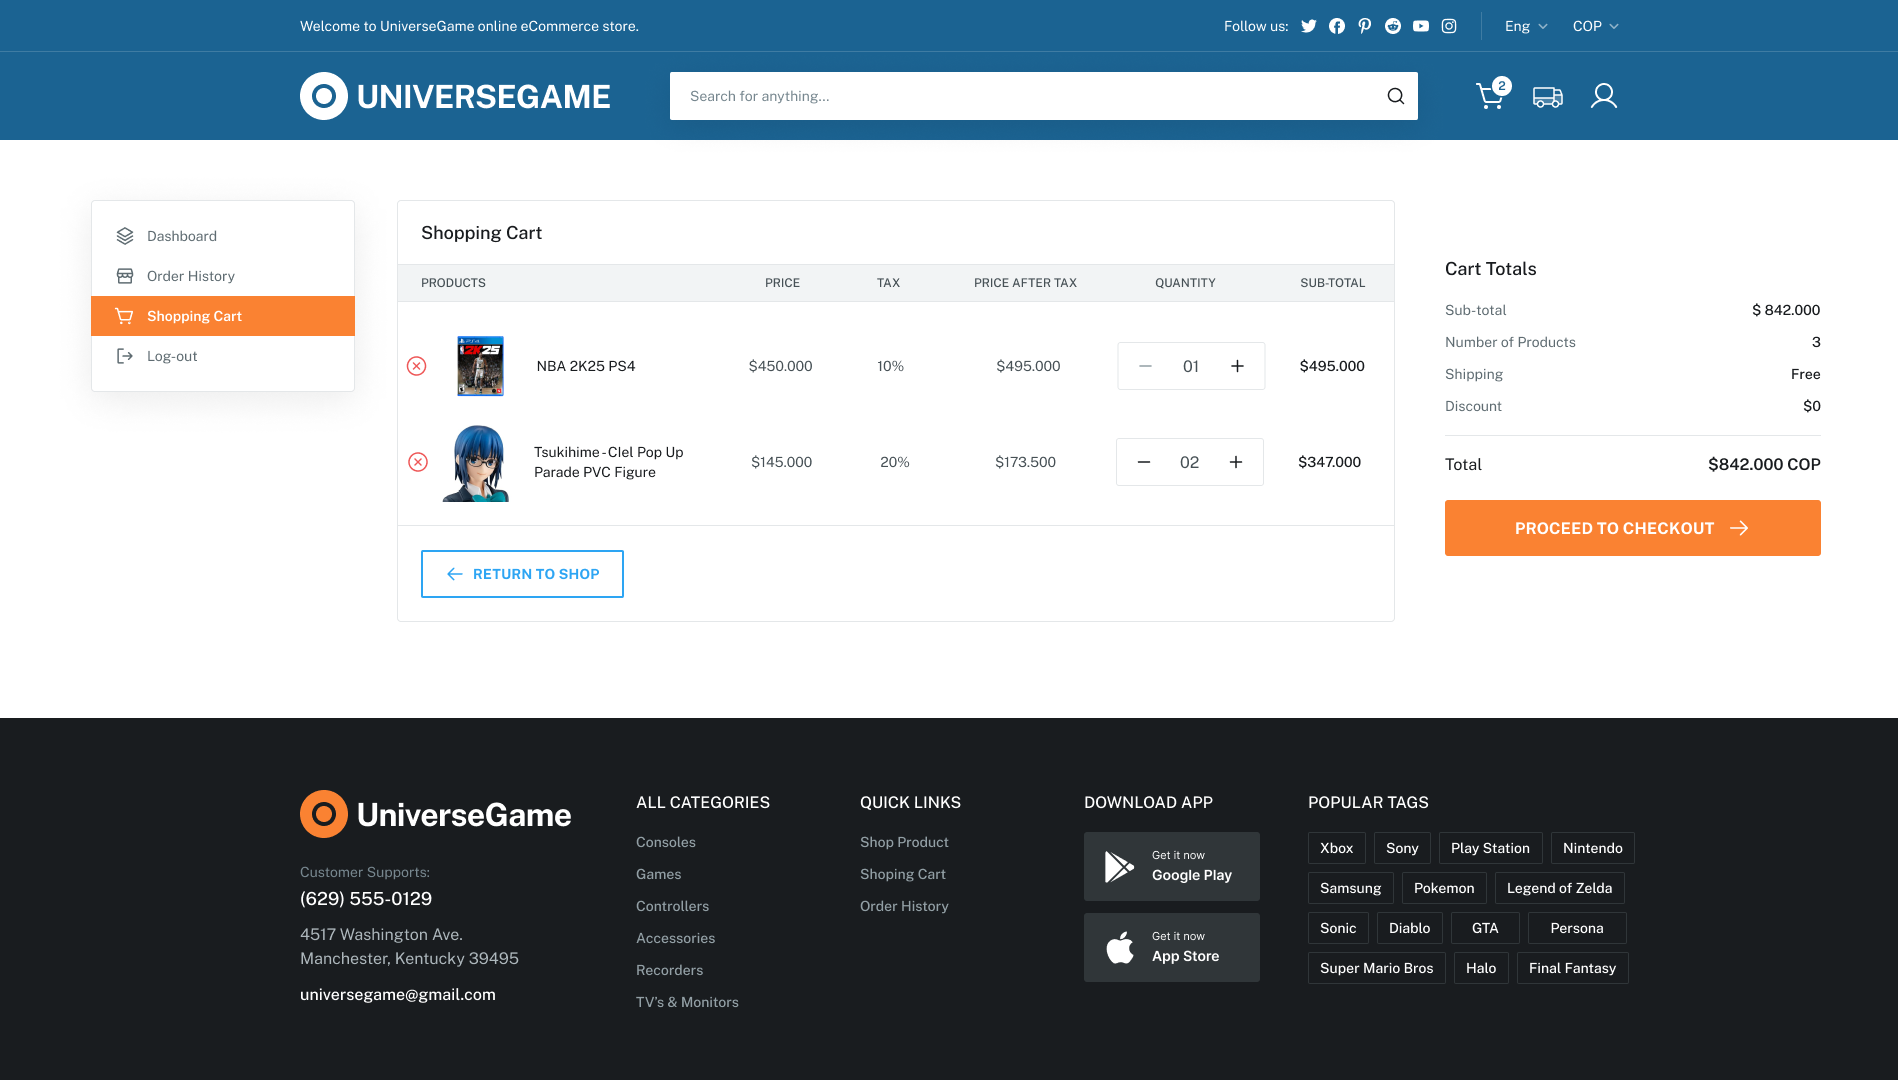 Welcome to UniverseGame online eCommerce store.
Follow us:
Eng
COP
UNIVERSEGAME
Search for anything...
2
Dashboard
Order History
Shopping Cart
Log-out
Shopping Cart
PRODUCTS PRICE TAX PRICE AFTER TAX QUANTITY SUB-TOTAL
2K25
NBA 2K25 PS4 $450.000 10% $495.000 01 $495.000
Tsukihime - CIel Pop Up
Parade PVC Figure
$145.000 20% $173.500 02 $347.000
RETURN TO SHOP
Cart Totals
Sub-total $ 842.000
Number of Products 3
Shipping Free
Discount $0
Total $842.000 COP
PROCEED TO CHECKOUT
UniverseGame
Customer Supports:
(629) 555-0129
4517 Washington Ave.
Manchester, Kentucky 39495
universegame@gmail.com
ALL CATEGORIES
Consoles
Games
Controllers
Accessories
Recorders
TV's & Monitors
QUICK LINKS
Shop Product
Shoping Cart
Order History
DOWNLOAD APP
Get it now
Google Play
Get it now
App Store
POPULAR TAGS
Xbox Sony Play Station Nintendo
Samsung Pokemon Legend of Zelda
Sonic Diablo GTA Persona
Super Mario Bros Halo Final Fantasy